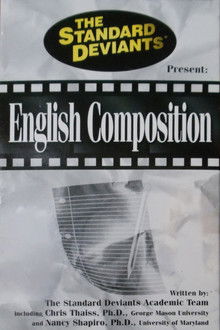 THE
STANDARD
DEVIANTS™
Present:
English Composition
Written by:
The Standard Deviants Academic Team
including Chris Thaiss, Ph.D., George Mason University
and Nancy Shapiro, Ph.D., University of Maryland